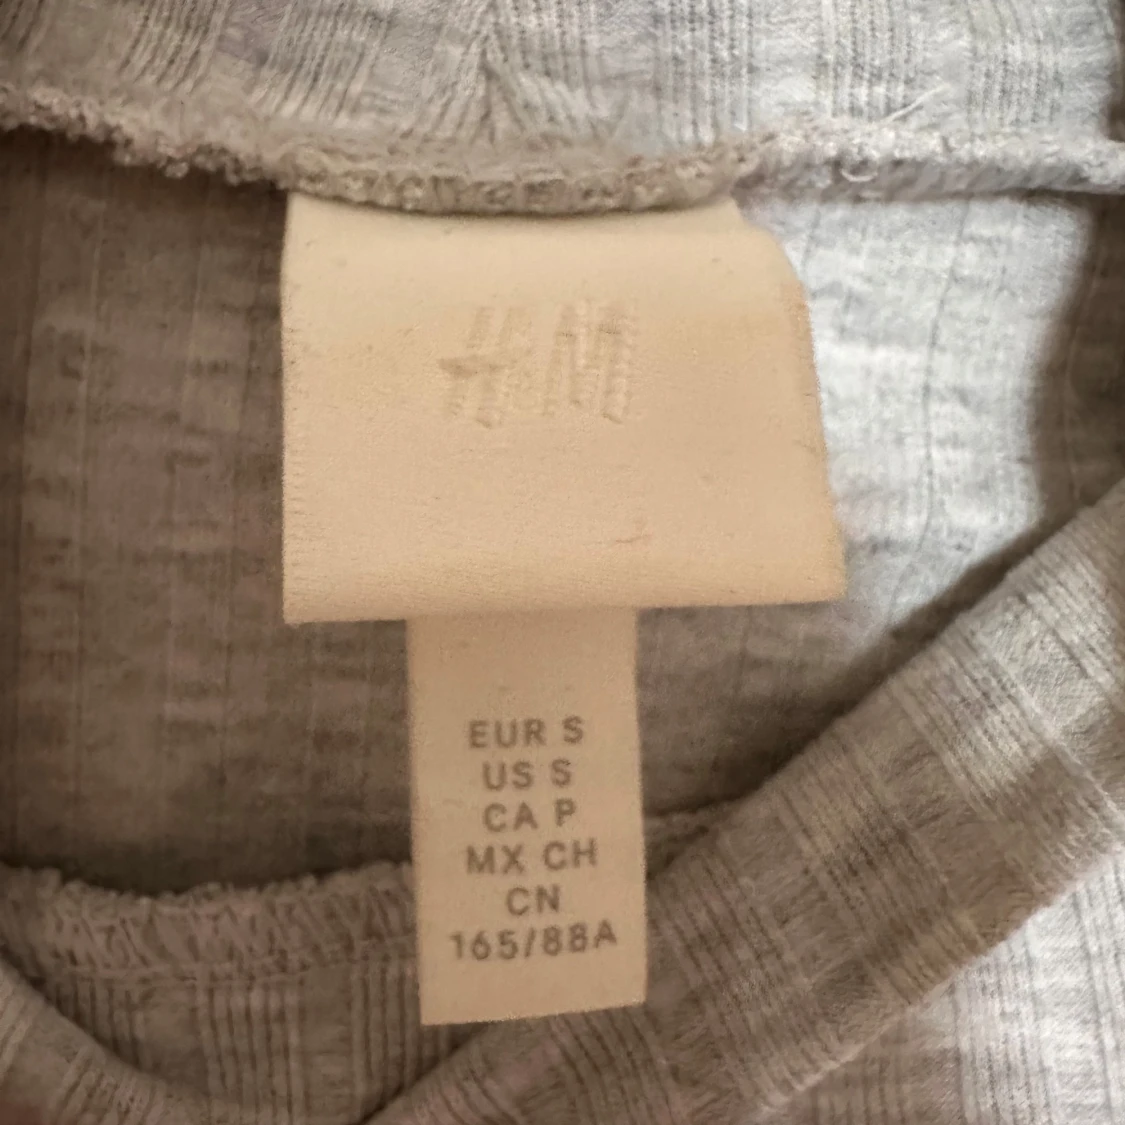 H&M
EUR S
US S
CA P
MX CH
CN
165/88A